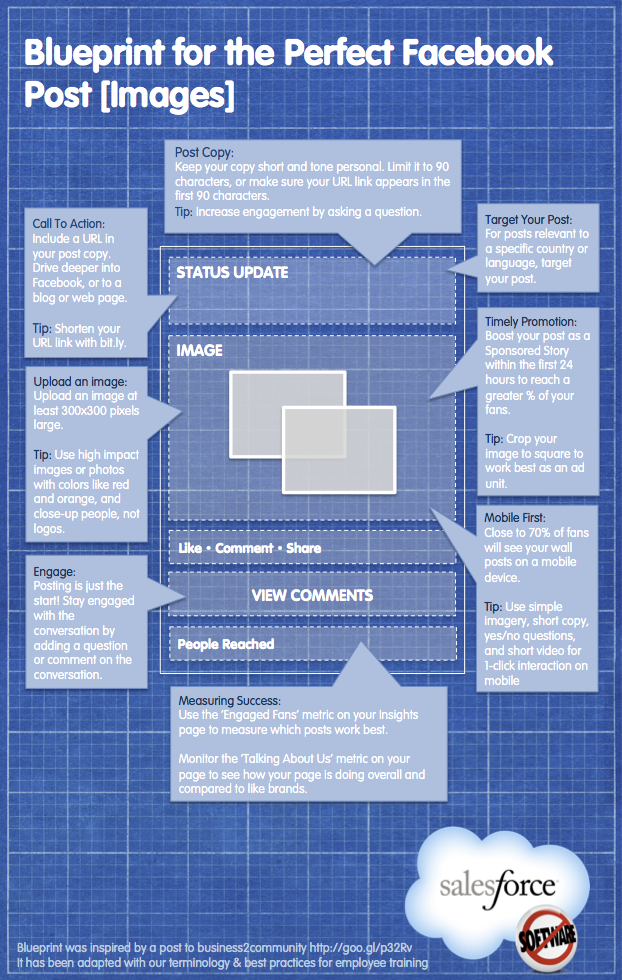 Blueprint for the Perfect Facebook
Post [Images]
Post Copy:
Keep your copy short and tone personal. Limit it to 90
characters, or make sure your URL link appears in the
first 90 characters.
Tip: Increase engagement by asking a question.
Call To Action:
Include a URL in
your post copy.
Drive deeper into
Facebook, or to a
blog or web page.
Tip: Shorten your
URL link with bit.ly.
Target Your Post:
For posts relevant to
a specific country or
language, target
your post.
STATUS UPDATE
Timely Promotion:
Boost your post as a
Sponsored Story
within the first 24
hours to reach a
greater % of your
fans.
Tip: Crop your
image to square to
work best as an ad
unit.
IMAGE
Upload an image:
Upload an image at
least 300x300 pixels
large.
Tip: Use high impact
images or photos
with colors like red
and orange, and
close-up people, not
logos.
Mobile First:
Close to 70% of fans
will see your wall
posts on a mobile
device.
Tip: Use simple
imagery, short copy,
yes/no questions,
and short video for
1-click interaction on
mobile
Like • Comment • Share
Engage:
Posting is just the
start! Stay engaged
with the
conversation by
adding a question
or comment on the
conversation.
VIEW COMMENTS
People Reached
Measuring Success:
Use the 'Engaged Fans' metric on your Insights
page to measure which posts work best.
Monitor the 'Talking About Us' metric on your
page to see how your page is doing overall and
compared to like brands.
salesforce
SOFTWARE
Blueprint was inspired by a post to business2community http://goo.gl/p32Rv
It has been adapted with our terminology & best practices for employee training